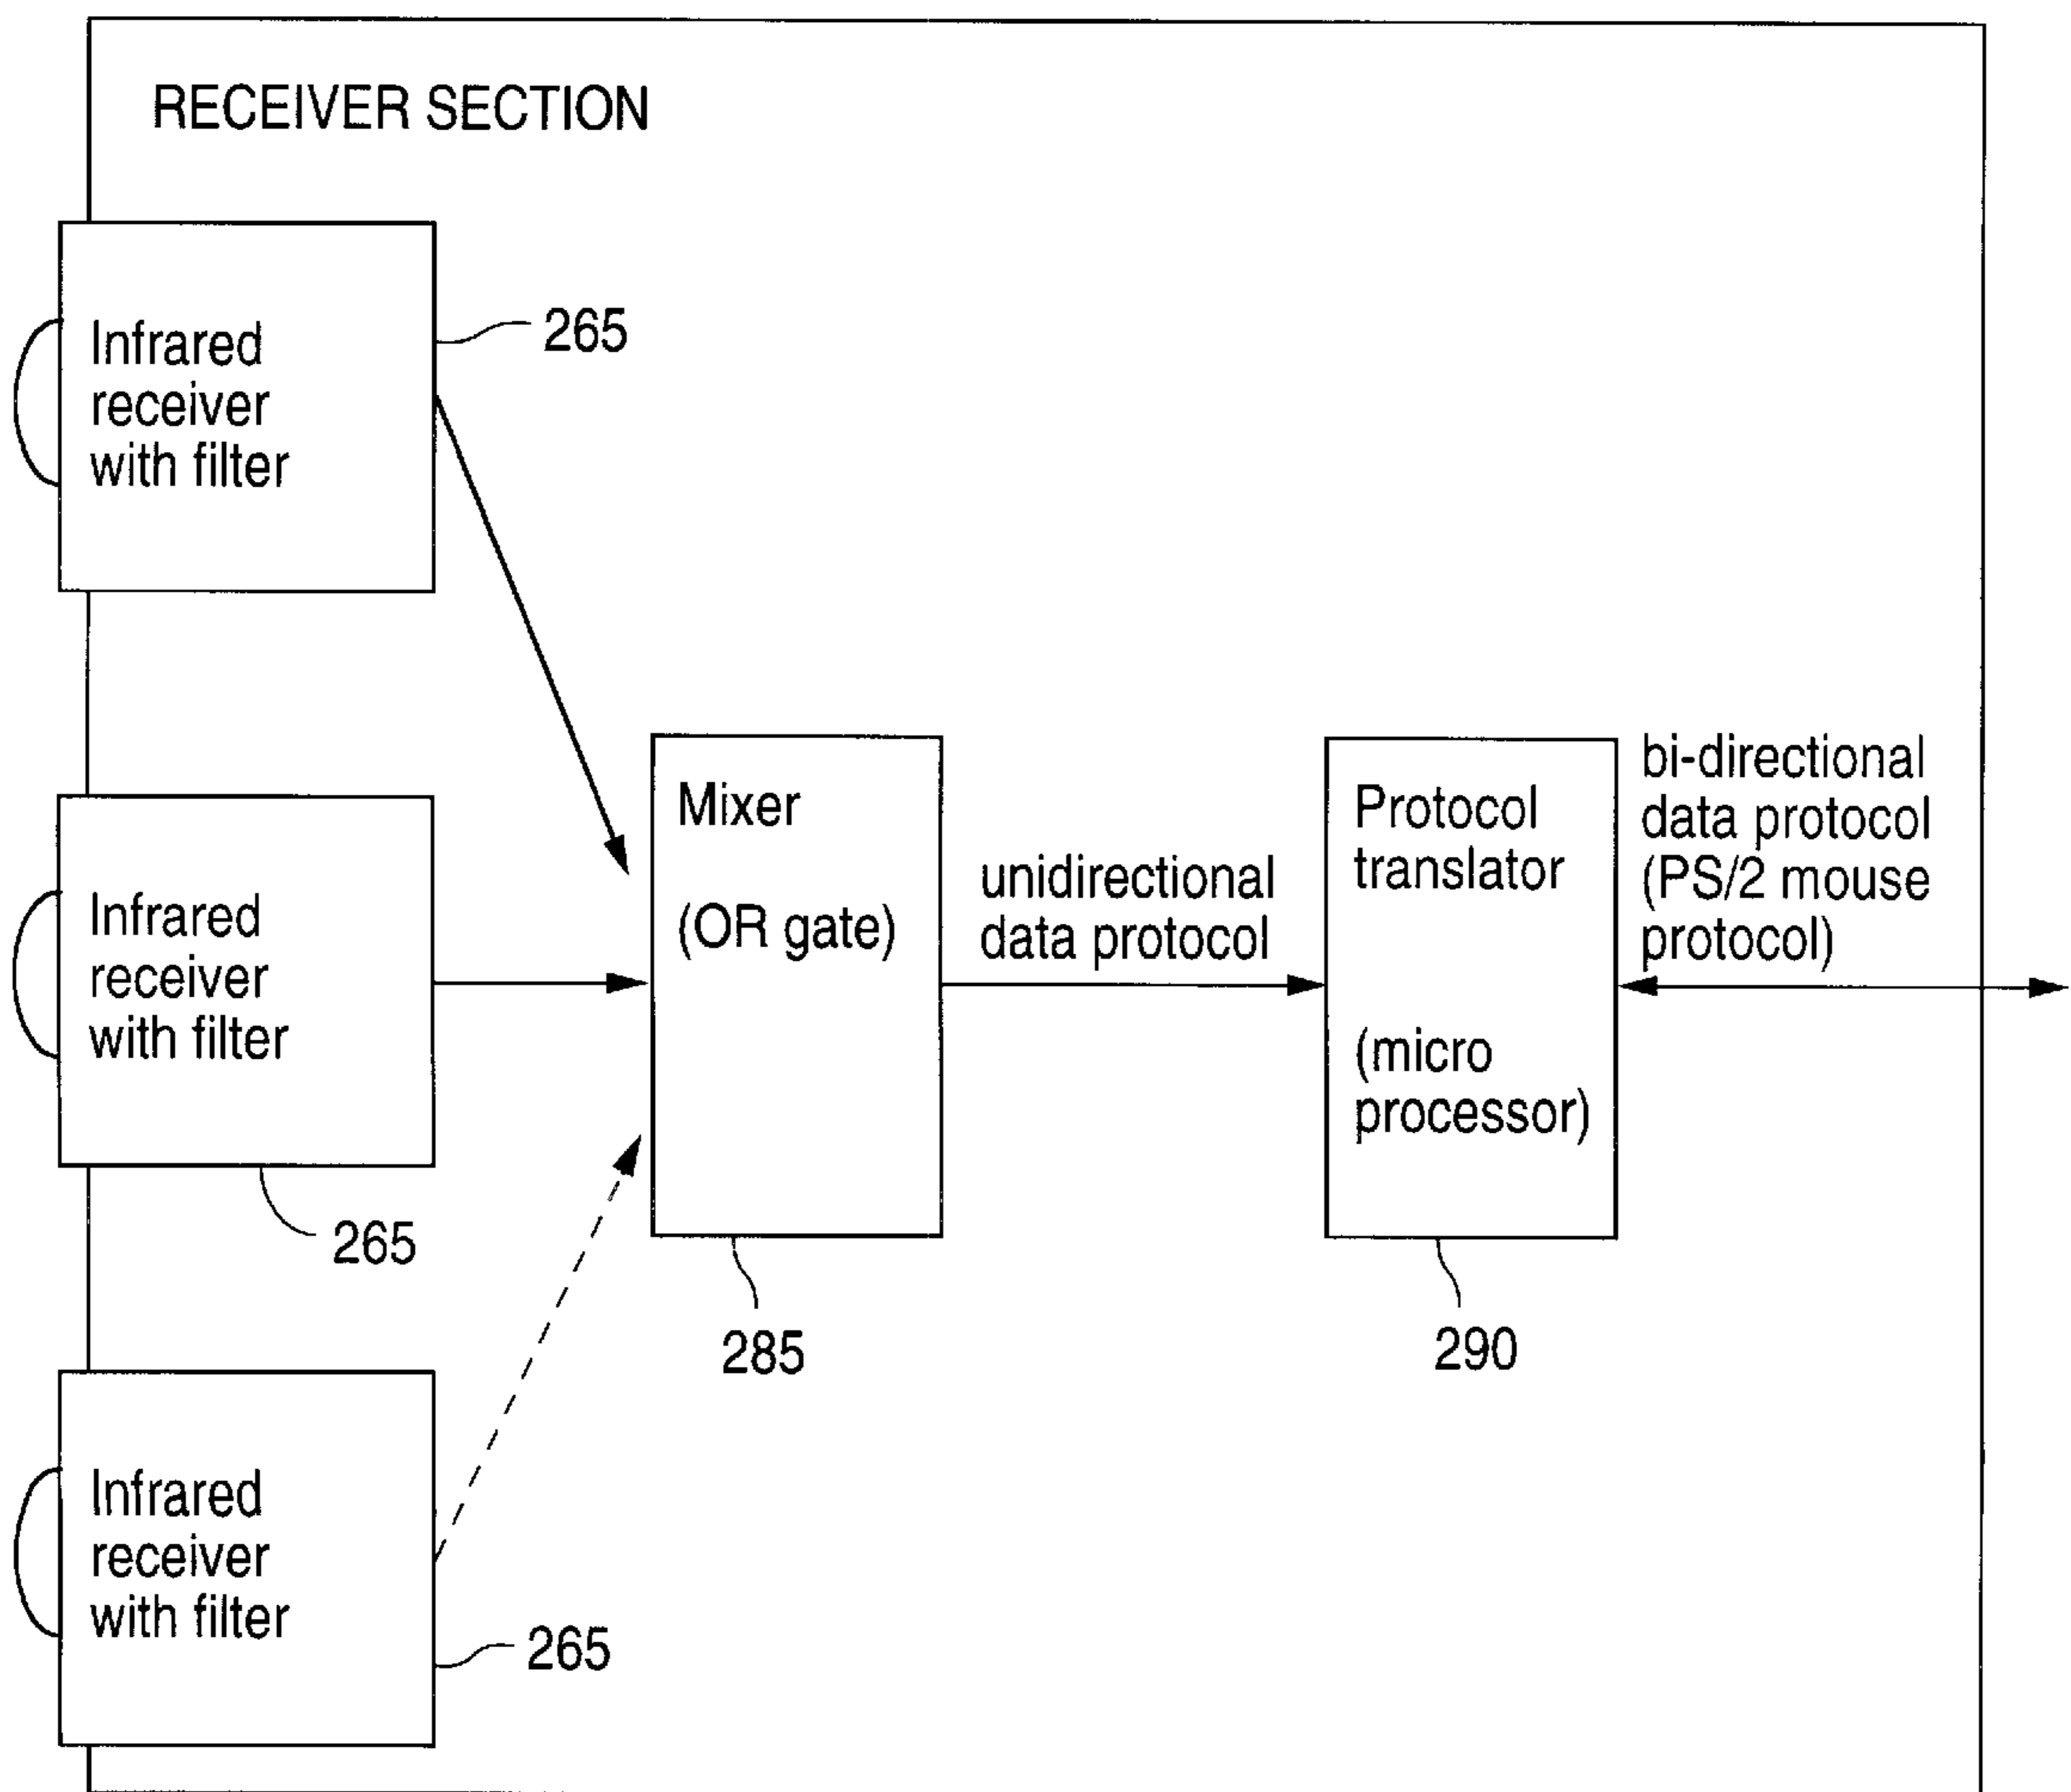 RECEIVER SECTION
Infrared
receiver
with filter
265
Infrared
receiver
with filter
265
Infrared
receiver
with filter
265
Mixer
(OR gate)
285
unidirectional
data protocol
Protocol
translator
(micro
processor)
290
bi-directional
data protocol
(PS/2 mouse
protocol)